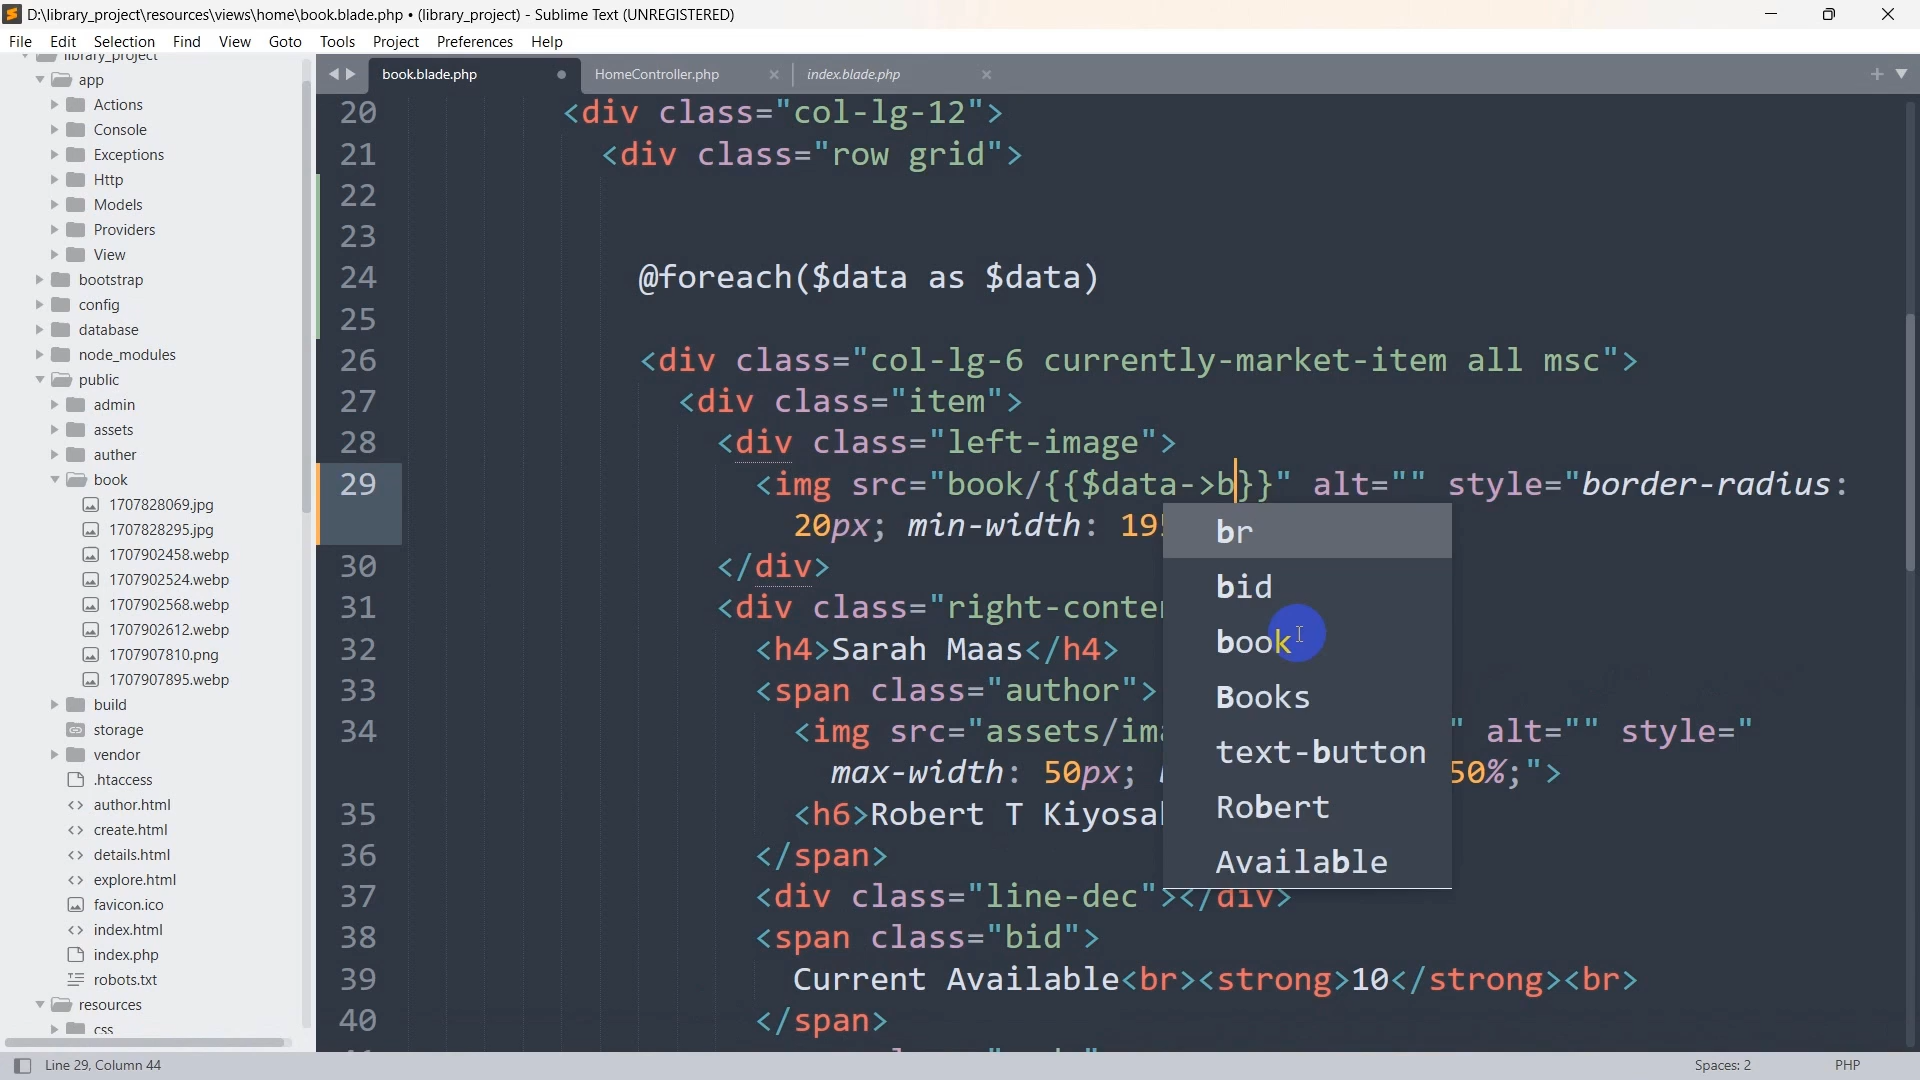 D:\library_project\resources\views\home\book.blade.php • (library_project) - Sublime Text (UNREGISTERED)
File Edit Selection Find View Goto Tools Project Preferences Help
library_project
app
Actions
Console
Exceptions
Http
Models
Providers
View
bootstrap
config
database
node_modules
public
admin
assets
auther
book
1707828069.jpg
1707828295.jpg
1707902458.webp
1707902524.webp
1707902568.webp
1707902612.webp
1707907810.png
1707907895.webp
build
storage
vendor
.htaccess
author.html
create.html
details.html
explore.html
favicon.ico
index.html
index.php
robots.txt
resources
css
book.blade.php HomeController.php index.blade.php
20 <div class="col-lg-12">
21 <div class="row grid">
22
23
24 @foreach($data as $data)
25
26 <div class="col-lg-6 currently-market-item all msc">
27 <div class="item">
28 <div class="left-image">
29 <img src="book/{{$data->b}}" alt="" style="border-radius:
20px; min-width: 19
30 </div>
31 <div class="right-conte
32 <h4>Sarah Maas</h4>
33 <span class="author">
34 <img src="assets/im " alt="" style="
max-width: 50px; 50%;">
35 <h6>Robert T Kiyosa
36 </span>
37 <div class="line-dec"></div>
38 <span class="bid">
39 Current Available<br><strong>10</strong><br>
40 </span>
br
bid
book
Books
text-button
Robert
Available
Line 29, Column 44 Spaces: 2 PHP